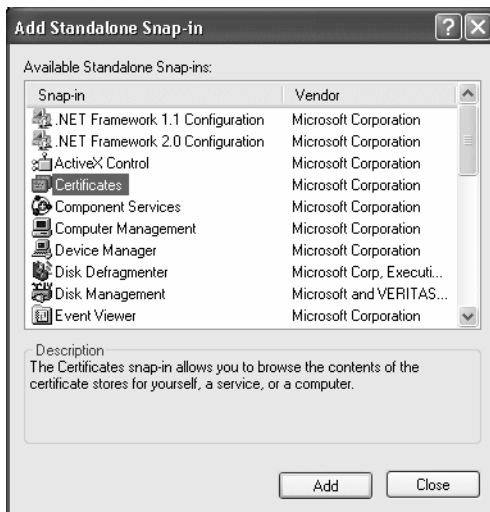 Add Standalone Snap-in
Available Standalone Snap-ins:
Snap-in Vendor
.NET Framework 1.1 Configuration Microsoft Corporation
.NET Framework 2.0 Configuration Microsoft Corporation
ActiveX Control Microsoft Corporation
Certificates Microsoft Corporation
Component Services Microsoft Corporation
Computer Management Microsoft Corporation
Device Manager Microsoft Corporation
Disk Defragmenter Microsoft Corp, Executi...
Disk Management Microsoft and VERITAS...
Event Viewer Microsoft Corporation
Description
The Certificates snap-in allows you to browse the contents of the
certificate stores for yourself, a service, or a computer.
Add Close